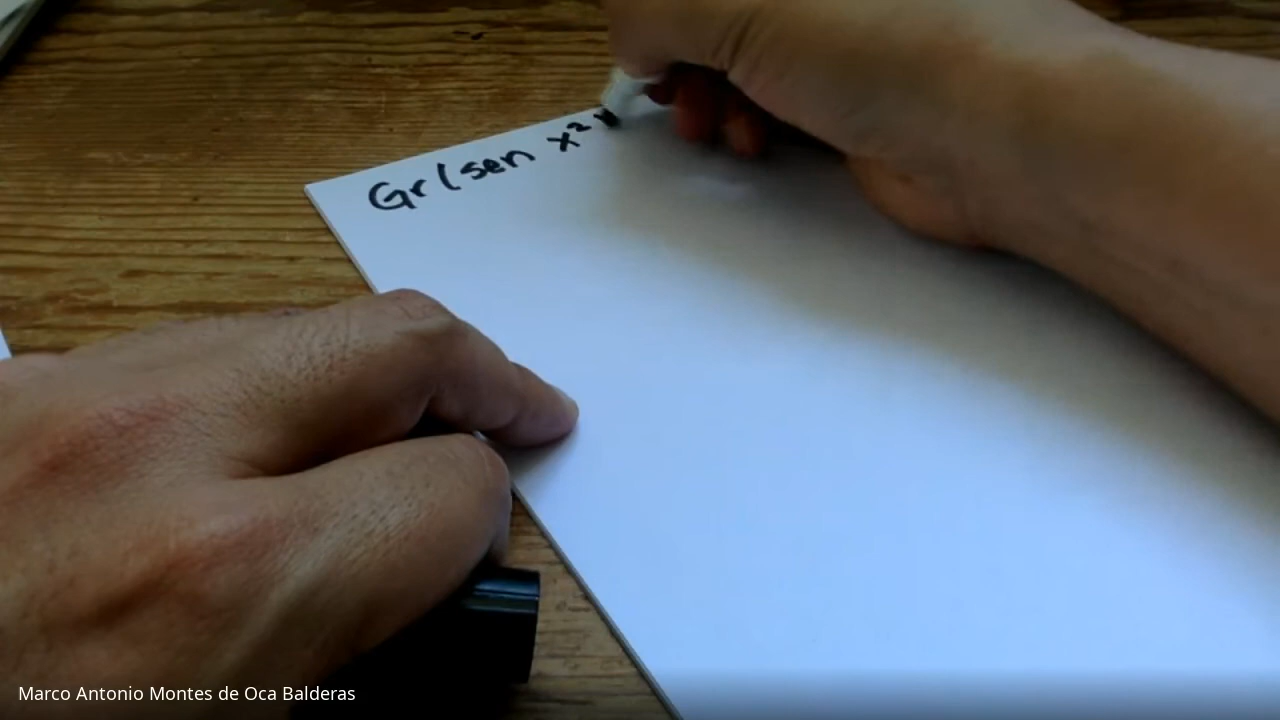 Gr(sen x²
Marco Antonio Montes de Oca Balderas